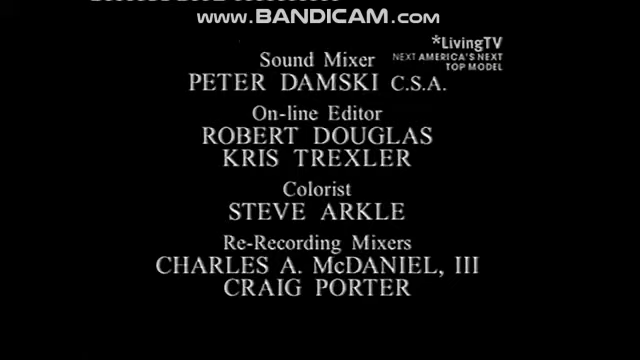 www.BANDICAM.com
*LivingTV
NEXT AMERICA'S NEXT
TOP MODEL
Sound Mixer
PETER DAMSKI C.S.A.
On-line Editor
ROBERT DOUGLAS
KRIS TREXLER
Colorist
STEVE ARKLE
Re-Recording Mixers
CHARLES A. McDANIEL, III
CRAIG PORTER